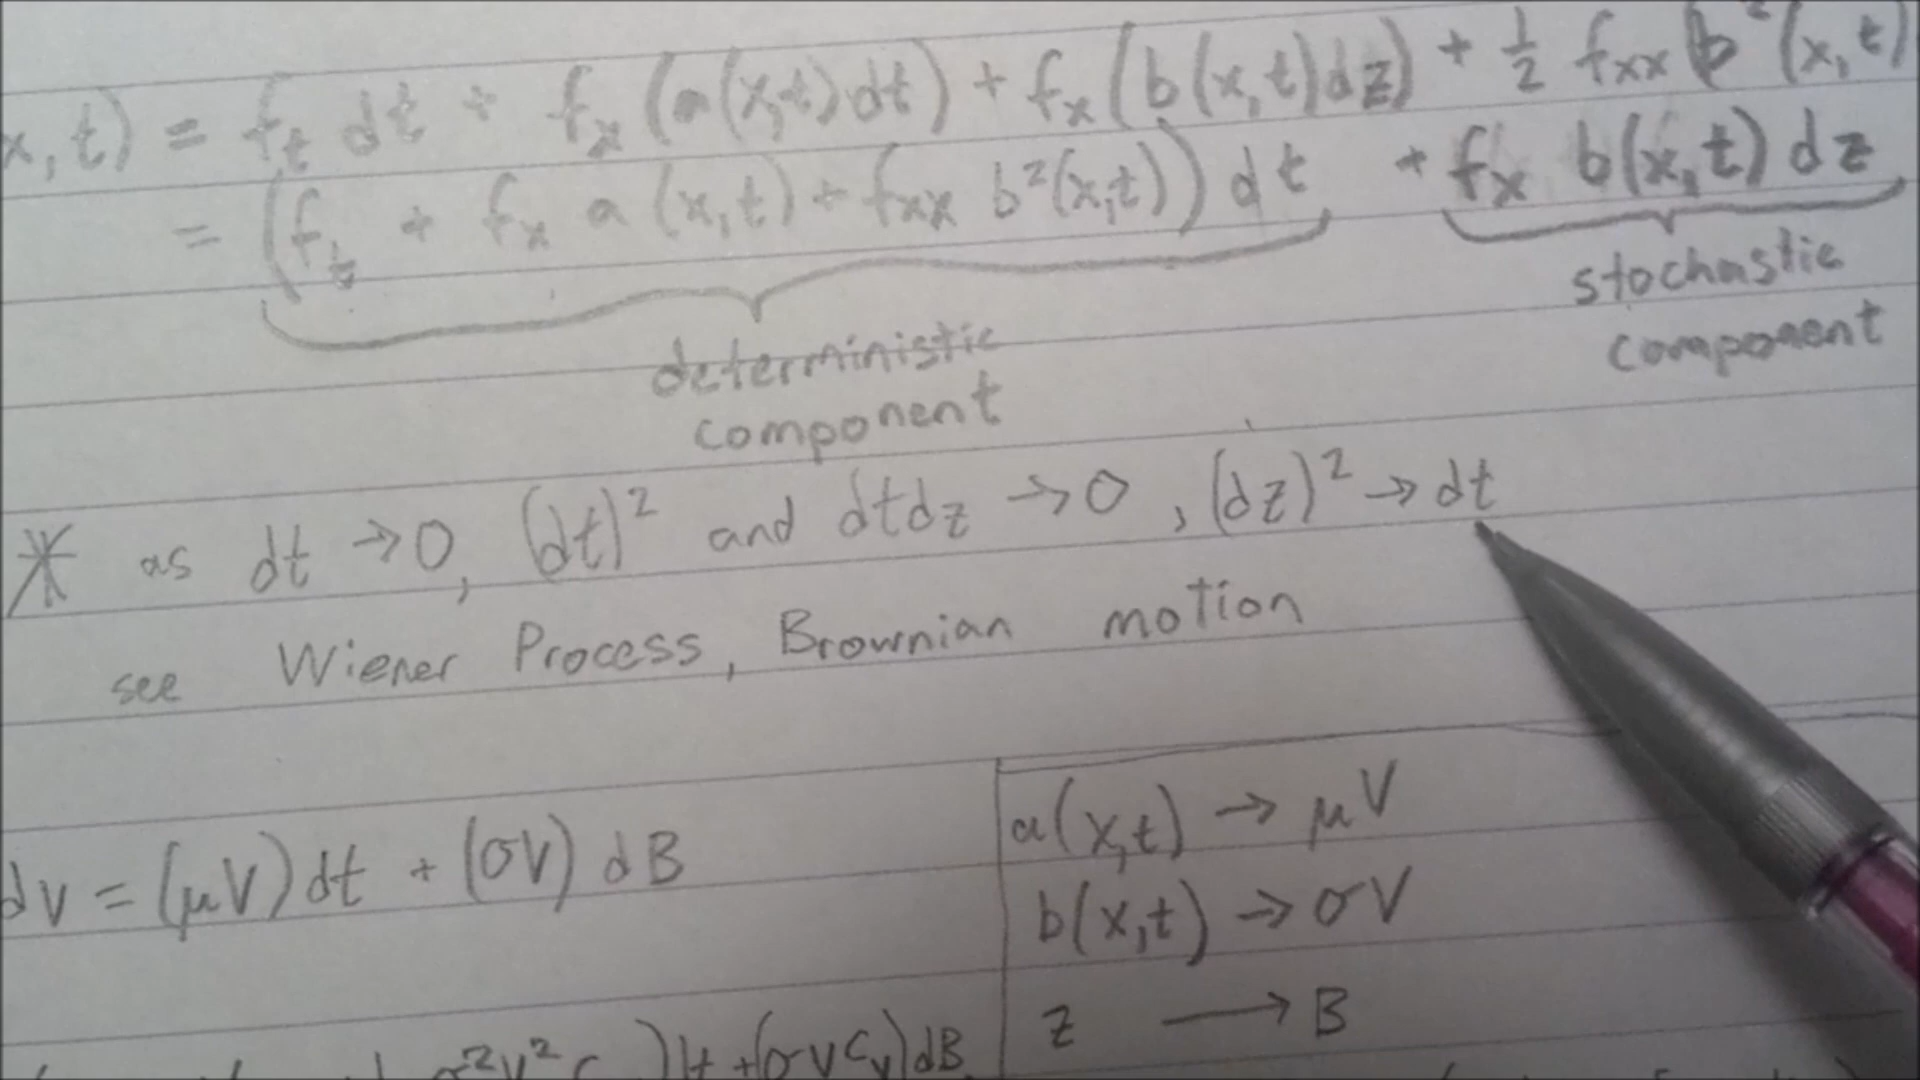 x, t) = f_t dt + f_x (a(x,t)dt) + f_x (b(x,t)dz) + 1/2 f_xx b²(x,t)
= (f_t + f_x a(x,t) + f_xx b²(x,t)) dt + f_x b(x,t) dz
deterministic component
stochastic component
* as dt → 0, (dt)² and dtdz → 0, (dz)² → dt
see Wiener Process, Brownian motion
dV = (μV)dt + (σV) dB
a(x,t) → μV
b(x,t) → σV
z → B
σ²V²C )dt + (σVC_V)dB